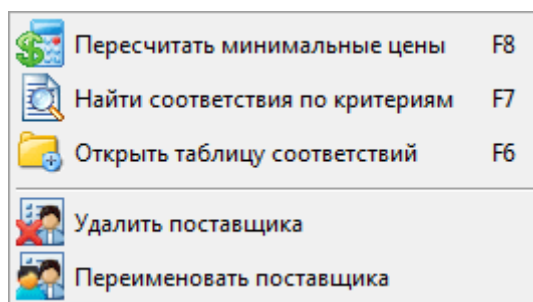 Пересчитать минимальные цены F8
Найти соответствия по критериям F7
Открыть таблицу соответствий F6
Удалить поставщика
Переименовать поставщика